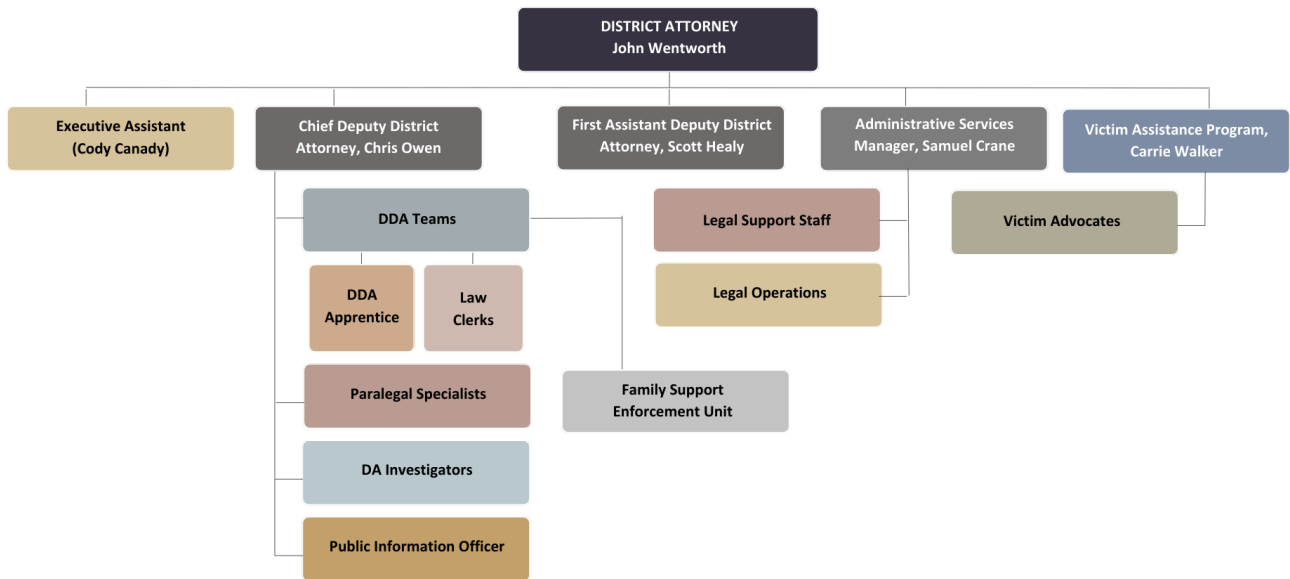 DISTRICT ATTORNEY
John Wentworth
Executive Assistant
(Cody Canady)
Chief Deputy District
Attorney, Chris Owen
First Assistant Deputy District
Attorney, Scott Healy
Administrative Services
Manager, Samuel Crane
Victim Assistance Program,
Carrie Walker
DDA Teams
Legal Support Staff
Victim Advocates
Legal Operations
DDA
Apprentice
Law
Clerks
Paralegal Specialists
Family Support
Enforcement Unit
DA Investigators
Public Information Officer